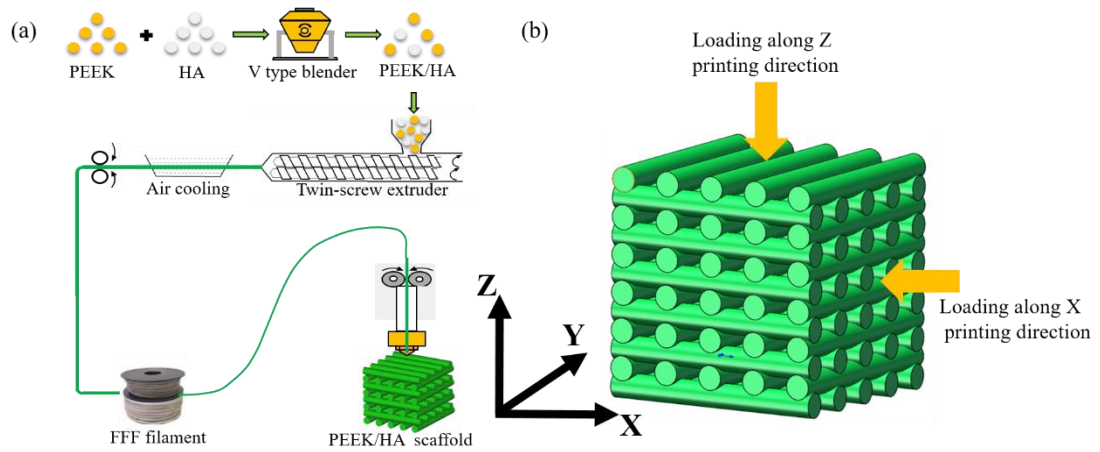 (a)
PEEK
+
HA
V type blender
PEEK/HA
Air cooling
Twin-screw extruder
FFF filament
PEEK/HA scaffold
(b)
Loading along Z
printing direction
Loading along X
printing direction
Z
Y
X